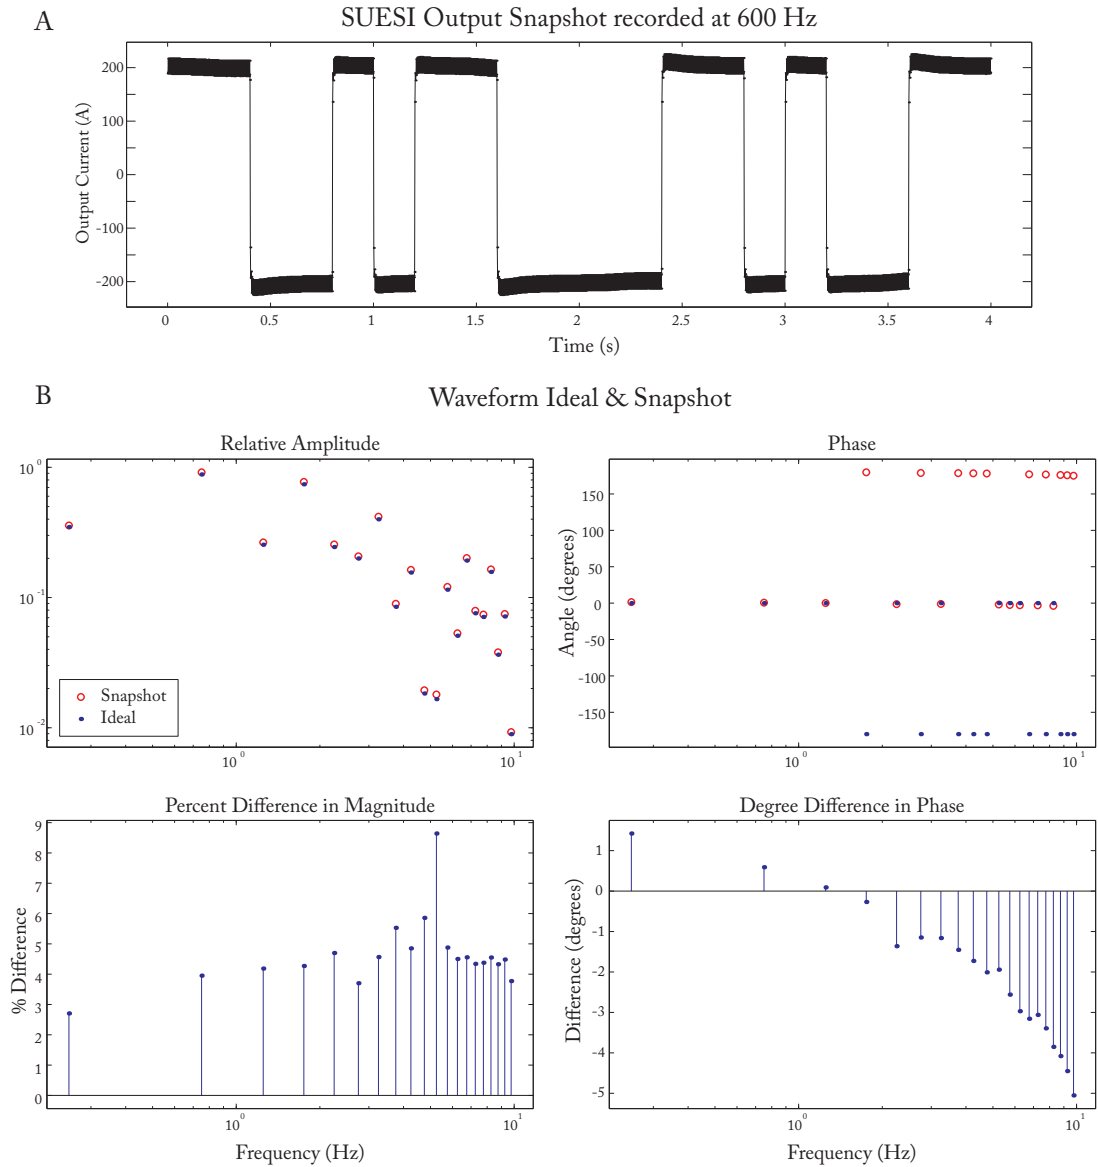 A
SUESI Output Snapshot recorded at 600 Hz
Output Current (A)
200
100
0
-100
-200
0 0.5 1 1.5 2 2.5 3 3.5 4
Time (s)
B
Waveform Ideal & Snapshot
Relative Amplitude
10^0
10^-1
10^-2
Snapshot
Ideal
10^0 10^1
Phase
Angle (degrees)
150
100
50
0
-50
-100
-150
10^0 10^1
Percent Difference in Magnitude
% Difference
9
8
7
6
5
4
3
2
1
0
10^0 10^1
Frequency (Hz)
Degree Difference in Phase
Difference (degrees)
1
0
-1
-2
-3
-4
-5
10^0 10^1
Frequency (Hz)